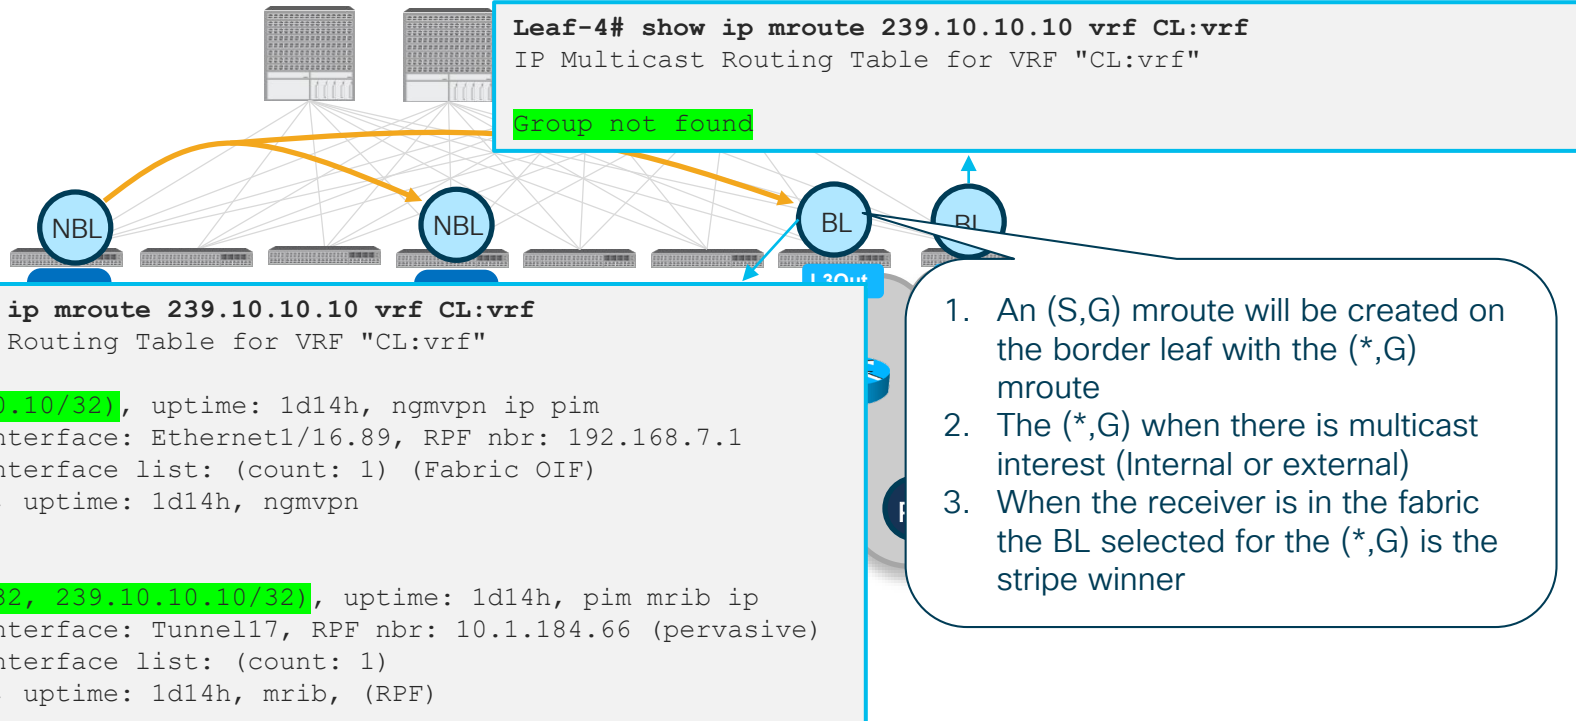 Leaf-4# show ip mroute 239.10.10.10 vrf CL:vrf
IP Multicast Routing Table for VRF "CL:vrf"
Group not found
NBL
NBL
BL
BL
L3Out
ip mroute 239.10.10.10 vrf CL:vrf
Routing Table for VRF "CL:vrf"
0.10/32), uptime: 1d14h, ngmvpn ip pim
nterface: Ethernet1/16.89, RPF nbr: 192.168.7.1
nterface list: (count: 1) (Fabric OIF)
uptime: 1d14h, ngmvpn
32, 239.10.10.10/32), uptime: 1d14h, pim mrib ip
nterface: Tunnel17, RPF nbr: 10.1.184.66 (pervasive)
nterface list: (count: 1)
uptime: 1d14h, mrib, (RPF)
1. An (S,G) mroute will be created on
the border leaf with the (*,G)
mroute
2. The (*,G) when there is multicast
interest (Internal or external)
3. When the receiver is in the fabric
the BL selected for the (*,G) is the
stripe winner